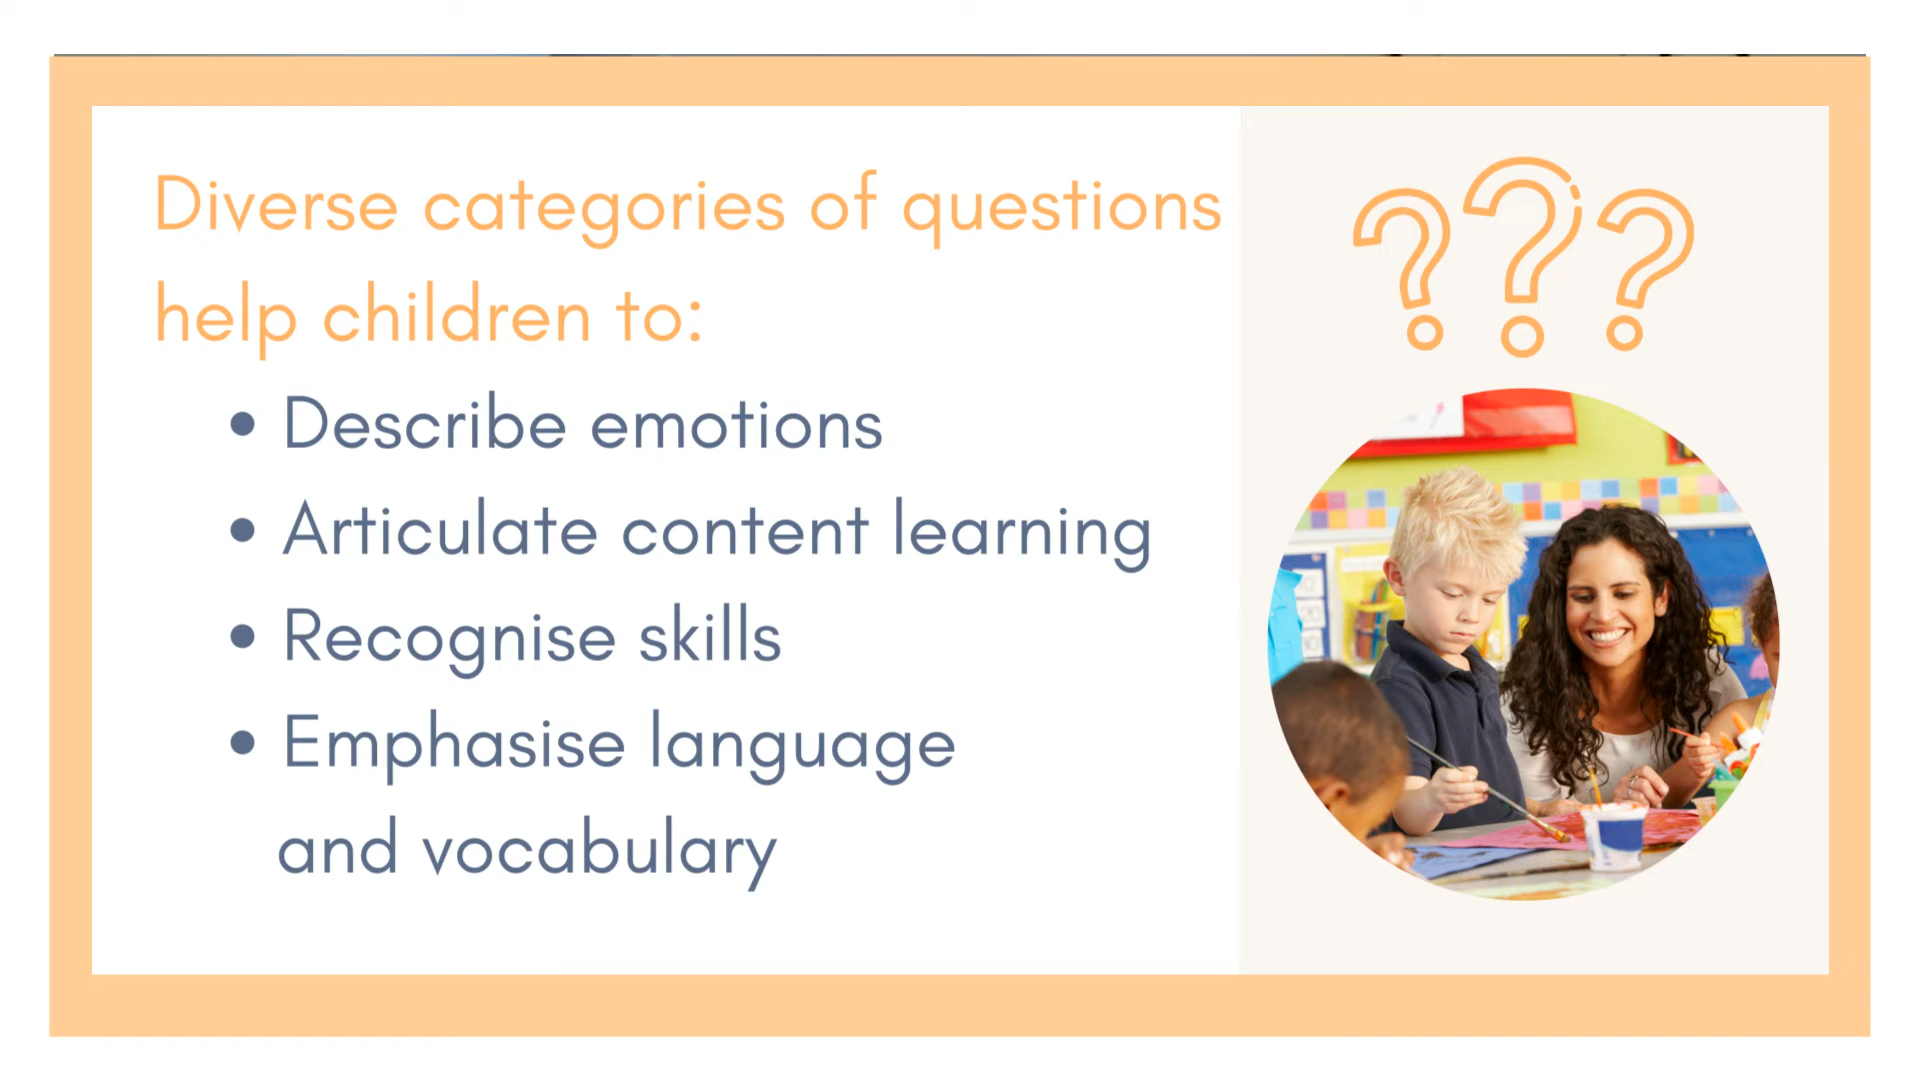 Diverse categories of questions
help children to:
• Describe emotions
• Articulate content learning
• Recognise skills
• Emphasise language
and vocabulary
???